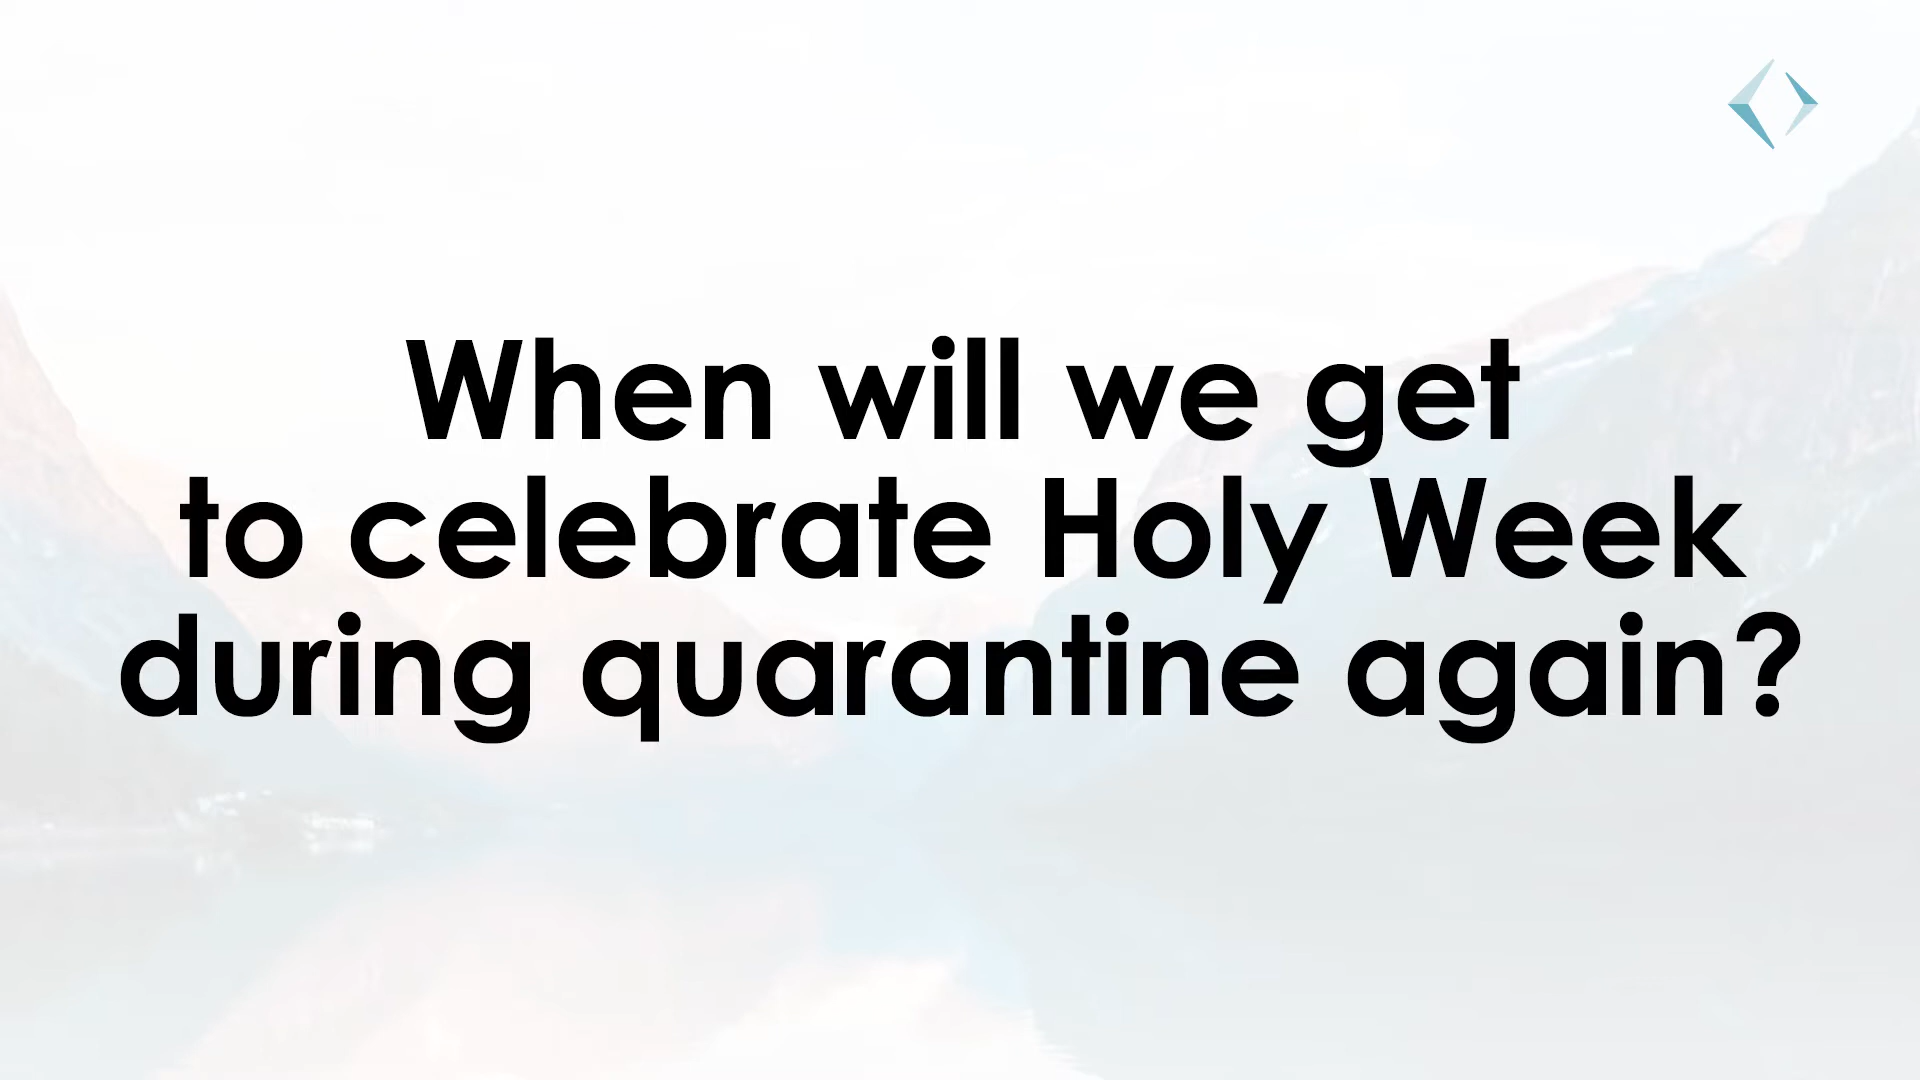 When will we get
to celebrate Holy Week
during quarantine again?